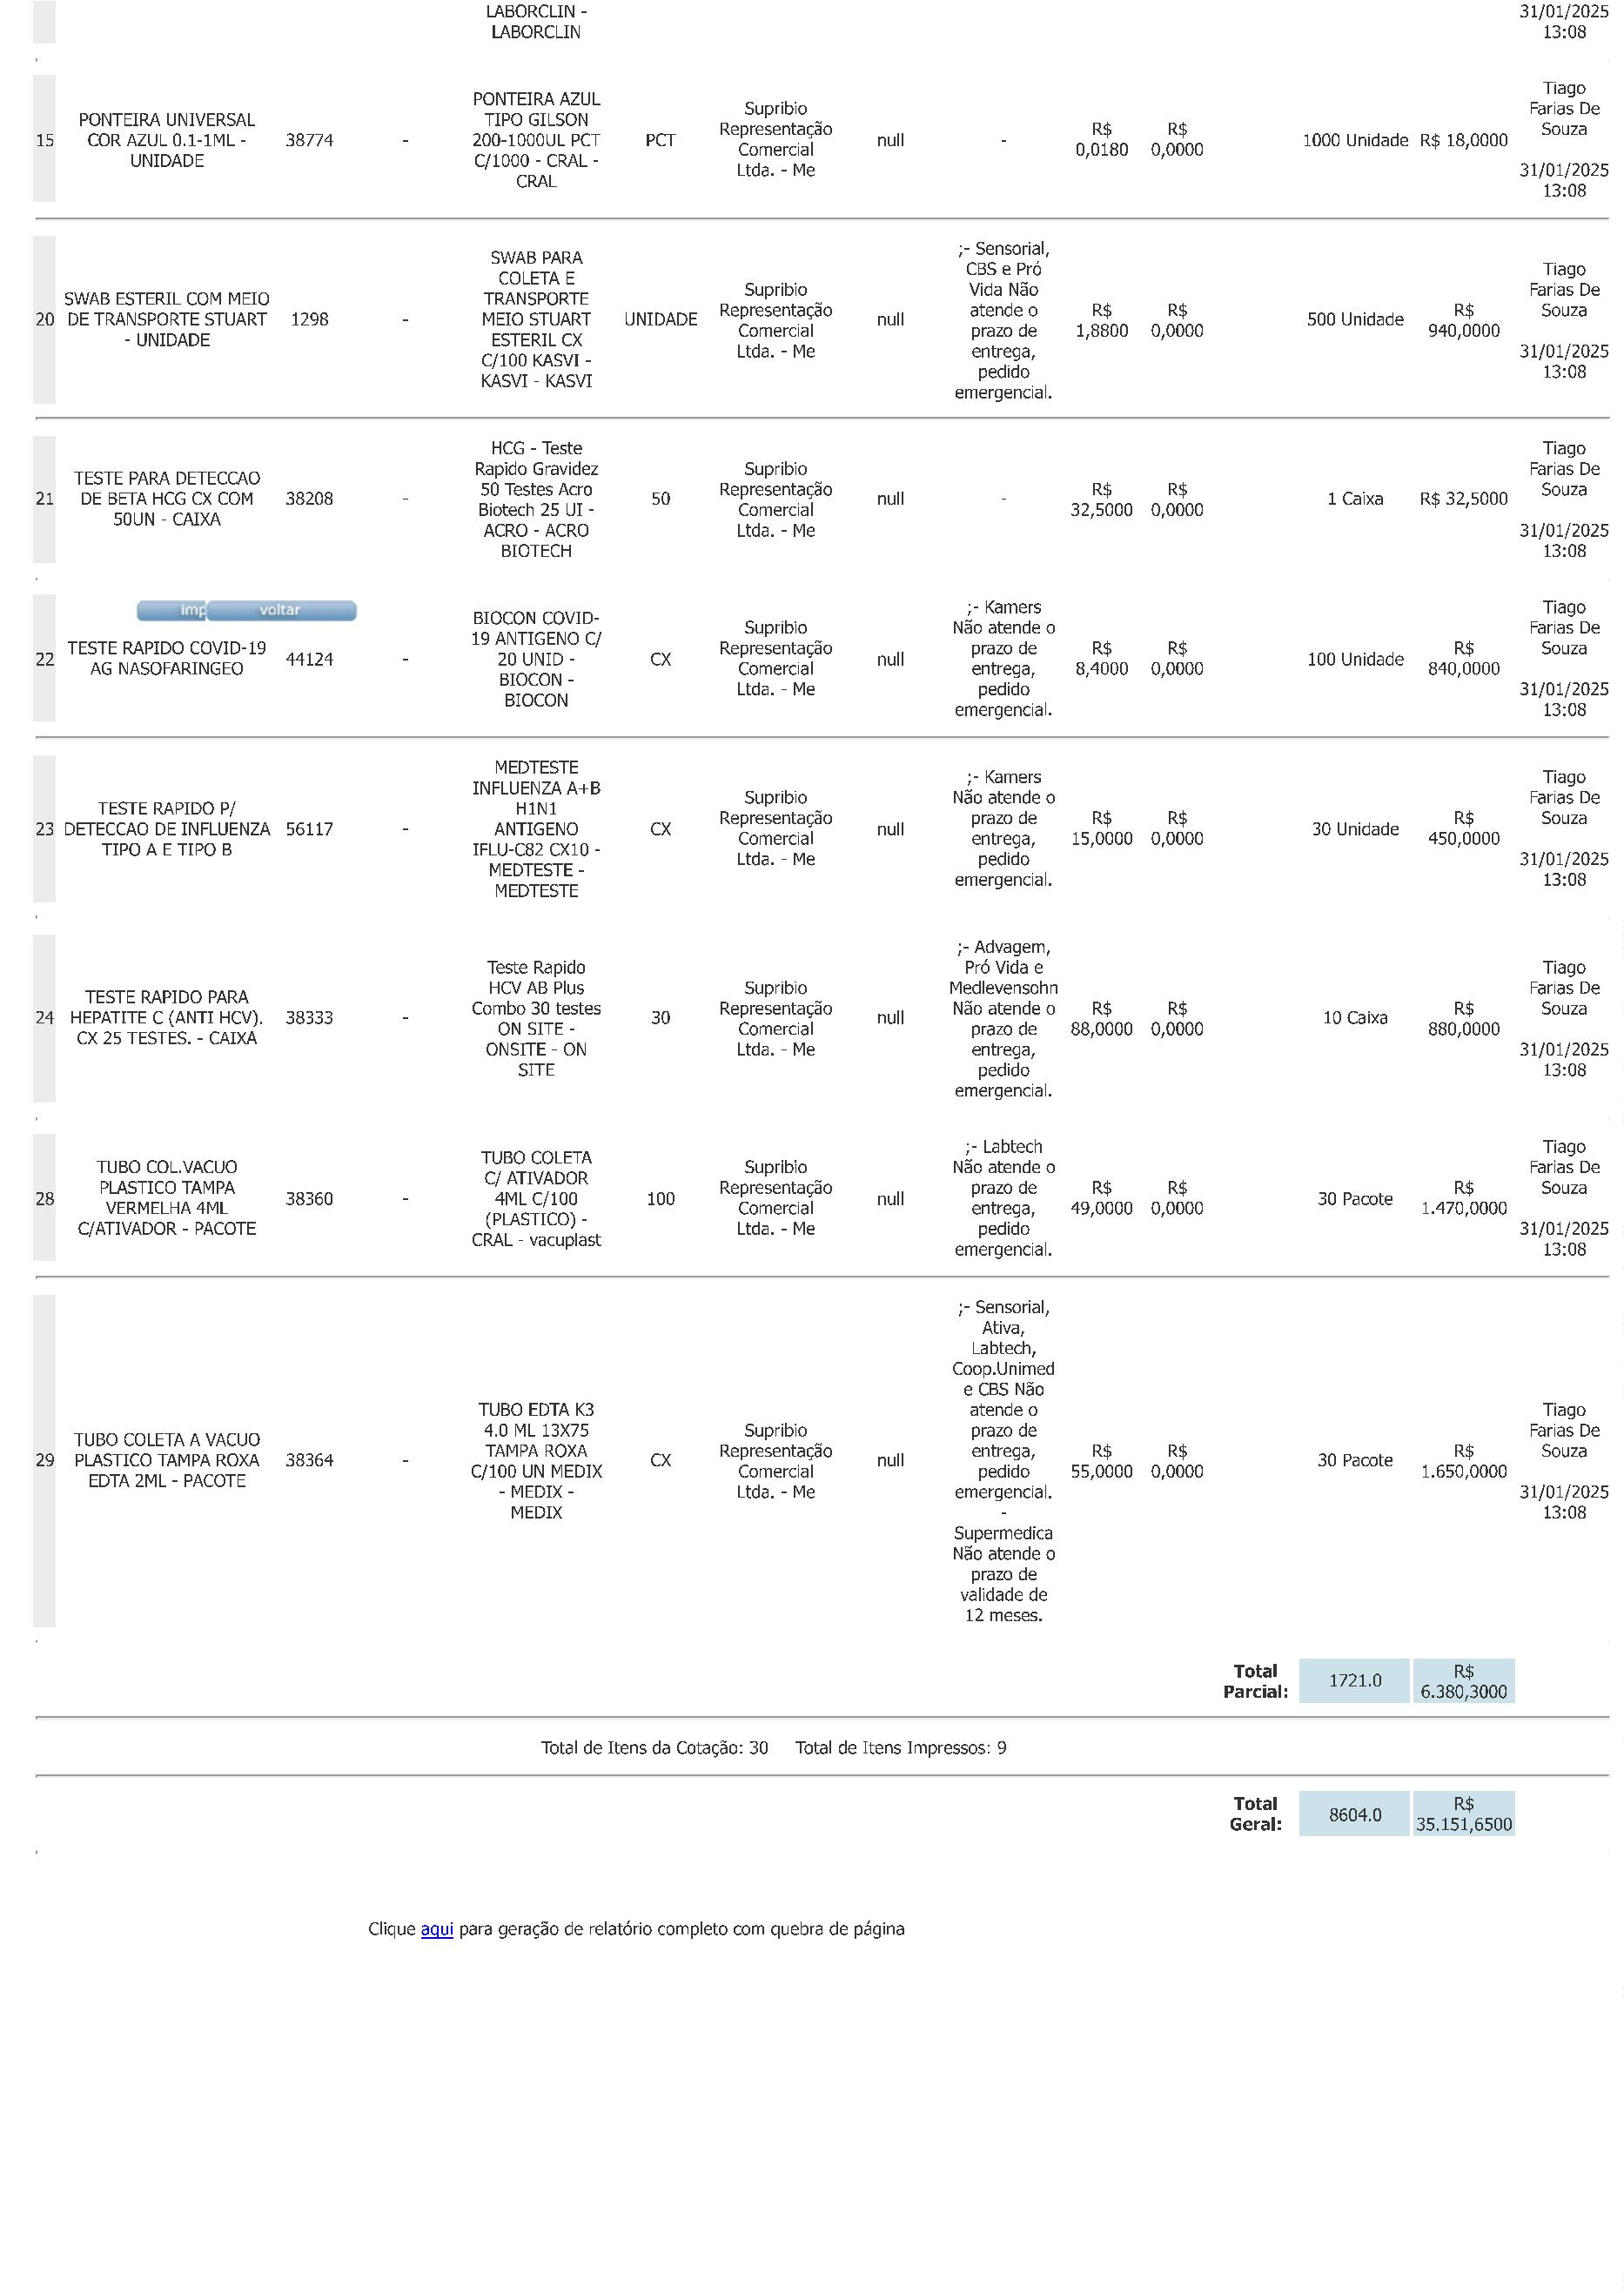 LABORCLIN -
LABORCLIN
31/01/2025
13:08
15
PONTEIRA UNIVERSAL
COR AZUL 0.1-1ML -
UNIDADE
38774
-
PONTEIRA AZUL
TIPO GILSON
200-1000UL PCT
C/1000 - CRAL -
CRAL
PCT
Supribio
Representação
Comercial
Ltda. - Me
null
-
R$
0,0180
R$
0,0000
1000 Unidade
R$ 18,0000
Tiago
Farias De
Souza
31/01/2025
13:08
20
SWAB ESTERIL COM MEIO
DE TRANSPORTE STUART
- UNIDADE
1298
-
SWAB PARA
COLETA E
TRANSPORTE
MEIO STUART
ESTERIL CX
C/100 KASVI -
KASVI - KASVI
UNIDADE
Supribio
Representação
Comercial
Ltda. - Me
null
;- Sensorial,
CBS e Pró
Vida Não
atende o
prazo de
entrega,
pedido
emergencial.
R$
1,8800
R$
0,0000
500 Unidade
R$
940,0000
Tiago
Farias De
Souza
31/01/2025
13:08
21
TESTE PARA DETECCAO
DE BETA HCG CX COM
50UN - CAIXA
38208
-
HCG - Teste
Rapido Gravidez
50 Testes Acro
Biotech 25 UI -
ACRO - ACRO
BIOTECH
50
Supribio
Representação
Comercial
Ltda. - Me
null
-
R$
32,5000
R$
0,0000
1 Caixa
R$ 32,5000
Tiago
Farias De
Souza
31/01/2025
13:08
imp voltar
22
TESTE RAPIDO COVID-19
AG NASOFARINGEO
44124
-
BIOCON COVID-
19 ANTIGENO C/
20 UNID -
BIOCON -
BIOCON
CX
Supribio
Representação
Comercial
Ltda. - Me
null
;- Kamers
Não atende o
prazo de
entrega,
pedido
emergencial.
R$
8,4000
R$
0,0000
100 Unidade
R$
840,0000
Tiago
Farias De
Souza
31/01/2025
13:08
23
TESTE RAPIDO P/
DETECCAO DE INFLUENZA
TIPO A E TIPO B
56117
-
MEDTESTE
INFLUENZA A+B
H1N1
ANTIGENO
IFLU-C82 CX10 -
MEDTESTE -
MEDTESTE
CX
Supribio
Representação
Comercial
Ltda. - Me
null
;- Kamers
Não atende o
prazo de
entrega,
pedido
emergencial.
R$
15,0000
R$
0,0000
30 Unidade
R$
450,0000
Tiago
Farias De
Souza
31/01/2025
13:08
24
TESTE RAPIDO PARA
HEPATITE C (ANTI HCV).
CX 25 TESTES. - CAIXA
38333
-
Teste Rapido
HCV AB Plus
Combo 30 testes
ON SITE -
ONSITE - ON
SITE
30
Supribio
Representação
Comercial
Ltda. - Me
null
;- Advagem,
Pró Vida e
Medlevensohn
Não atende o
prazo de
entrega,
pedido
emergencial.
R$
88,0000
R$
0,0000
10 Caixa
R$
880,0000
Tiago
Farias De
Souza
31/01/2025
13:08
28
TUBO COL.VACUO
PLASTICO TAMPA
VERMELHA 4ML
C/ATIVADOR - PACOTE
38360
-
TUBO COLETA
C/ ATIVADOR
4ML C/100
(PLASTICO) -
CRAL - vacuplast
100
Supribio
Representação
Comercial
Ltda. - Me
null
;- Labtech
Não atende o
prazo de
entrega,
pedido
emergencial.
R$
49,0000
R$
0,0000
30 Pacote
R$
1.470,0000
Tiago
Farias De
Souza
31/01/2025
13:08
29
TUBO COLETA A VACUO
PLASTICO TAMPA ROXA
EDTA 2ML - PACOTE
38364
-
TUBO EDTA K3
4.0 ML 13X75
TAMPA ROXA
C/100 UN MEDIX
- MEDIX -
MEDIX
CX
Supribio
Representação
Comercial
Ltda. - Me
null
;- Sensorial,
Ativa,
Labtech,
Coop.Unimed
e CBS Não
atende o
prazo de
entrega,
pedido
emergencial.
-
Supermedica
Não atende o
prazo de
validade de
12 meses.
R$
55,0000
R$
0,0000
30 Pacote
R$
1.650,0000
Tiago
Farias De
Souza
31/01/2025
13:08
Total
Parcial:
1721.0
R$
6.380,3000
Total de Itens da Cotação: 30 Total de Itens Impressos: 9
Total
Geral:
8604.0
R$
35.151,6500
Clique aqui para geração de relatório completo com quebra de página